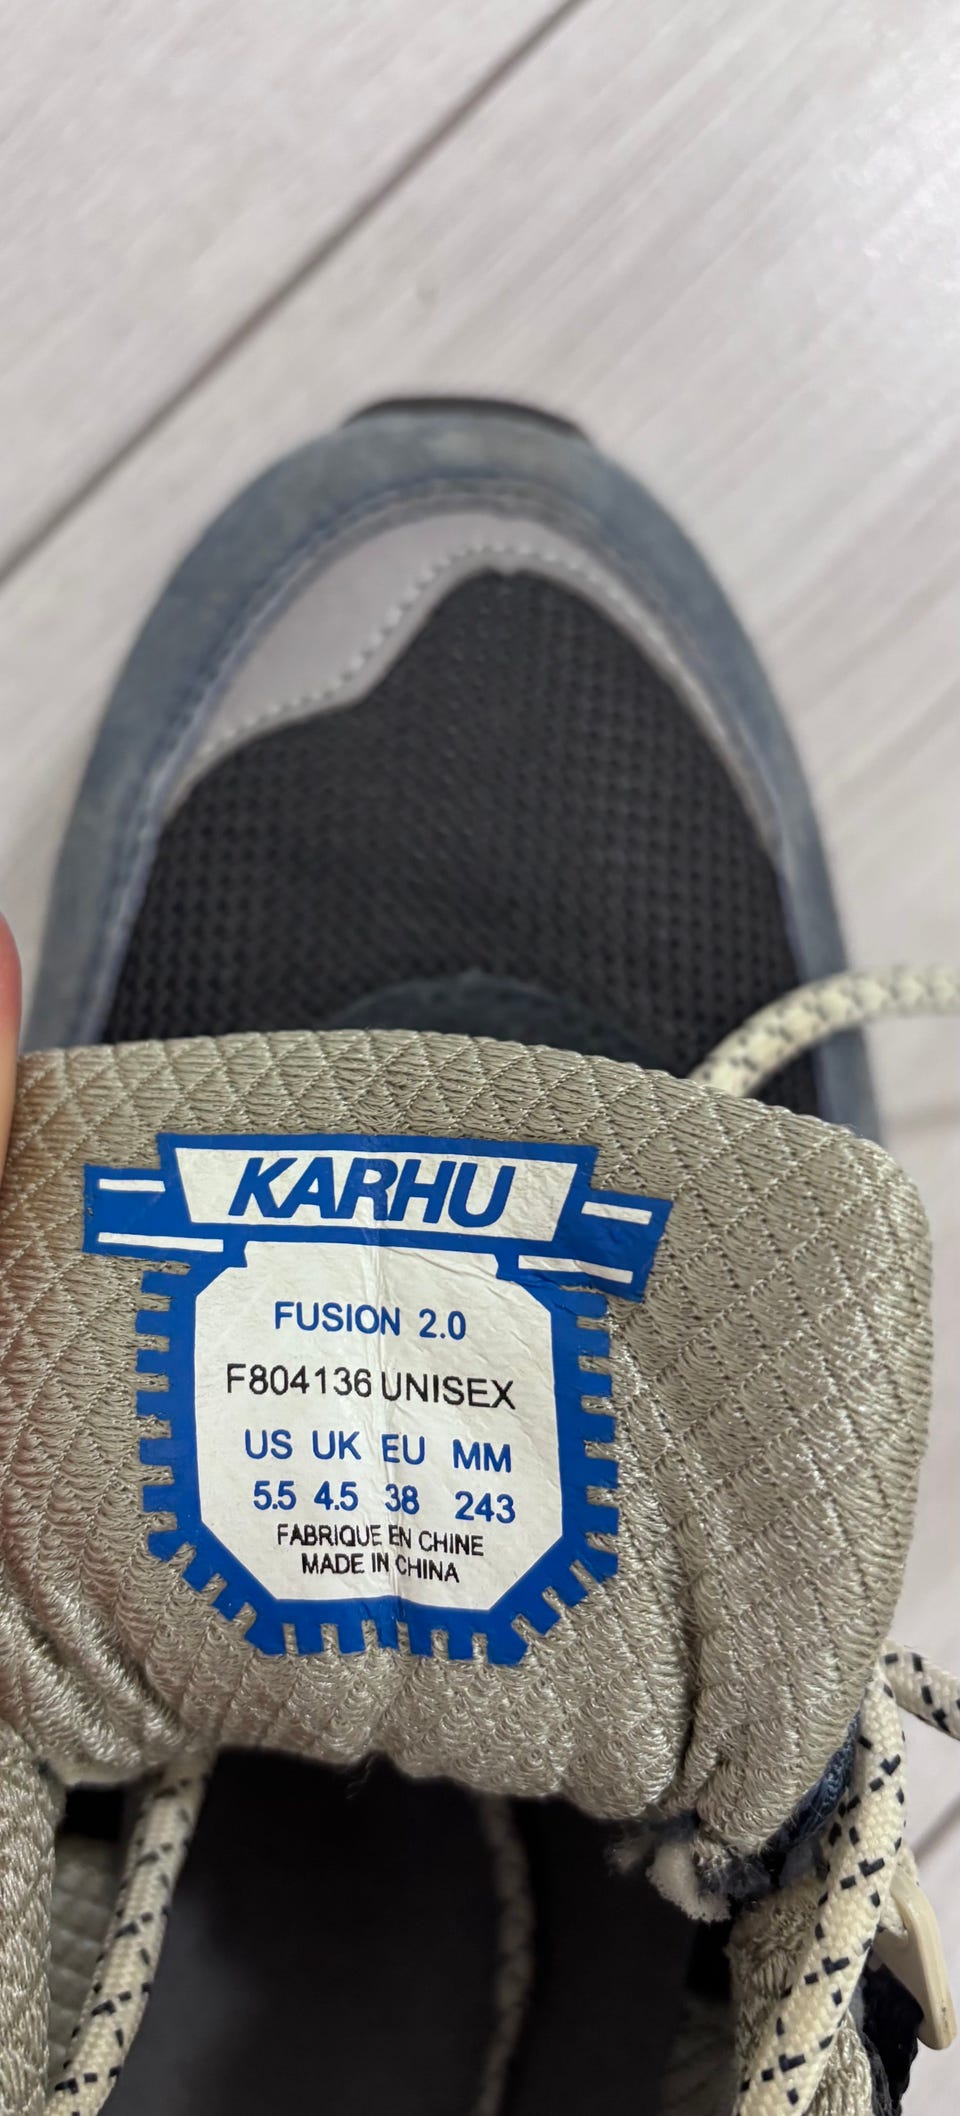 KARHU
FUSION 2.0
F804136 UNISEX
US UK EU MM
5.5 4.5 38 243
FABRIQUE EN CHINE
MADE IN CHINA